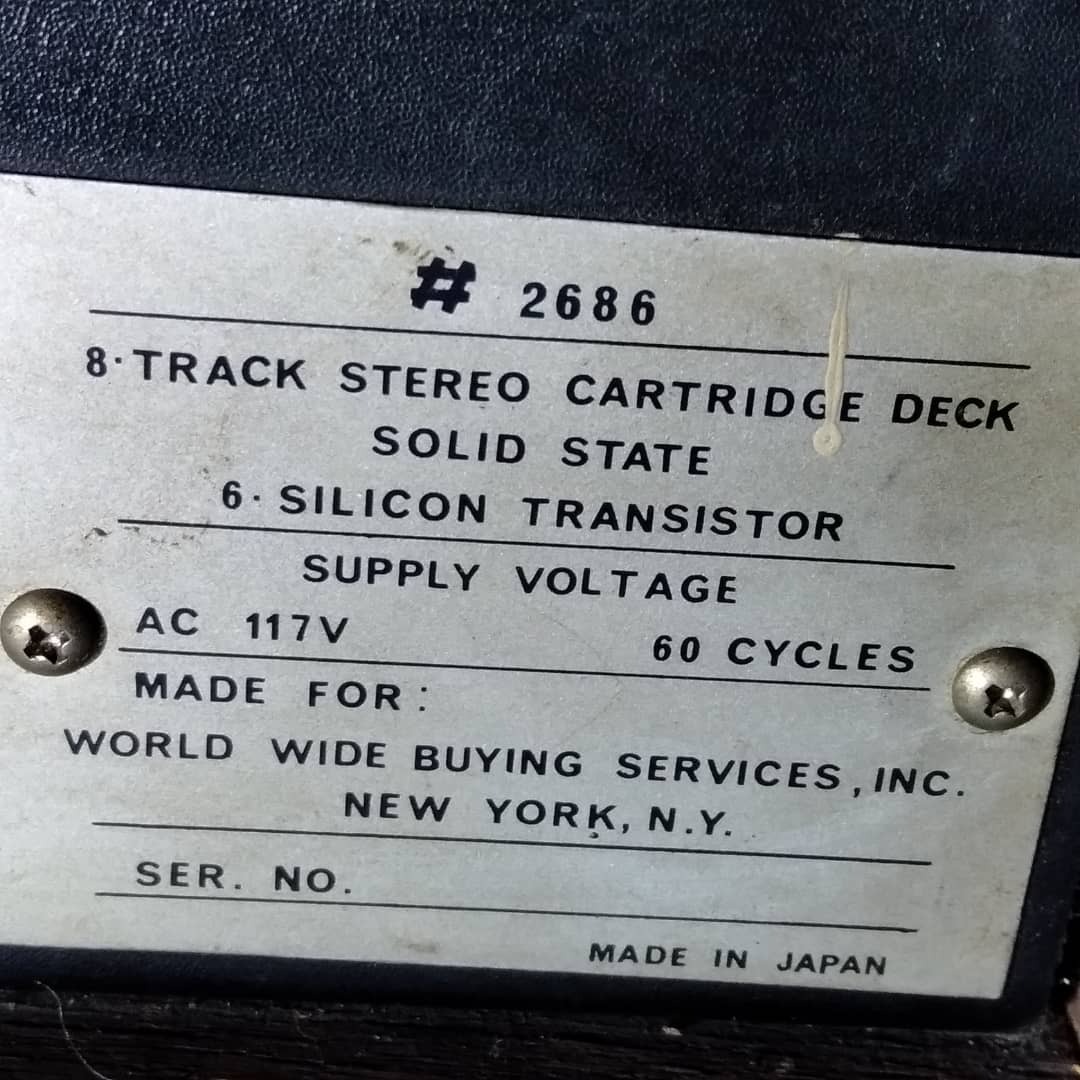 # 2686
8·TRACK STEREO CARTRIDGE DECK
SOLID STATE
6·SILICON TRANSISTOR
SUPPLY VOLTAGE
AC 117V 60 CYCLES
MADE FOR:
WORLD WIDE BUYING SERVICES, INC.
NEW YORK, N.Y.
SER. NO.
MADE IN JAPAN